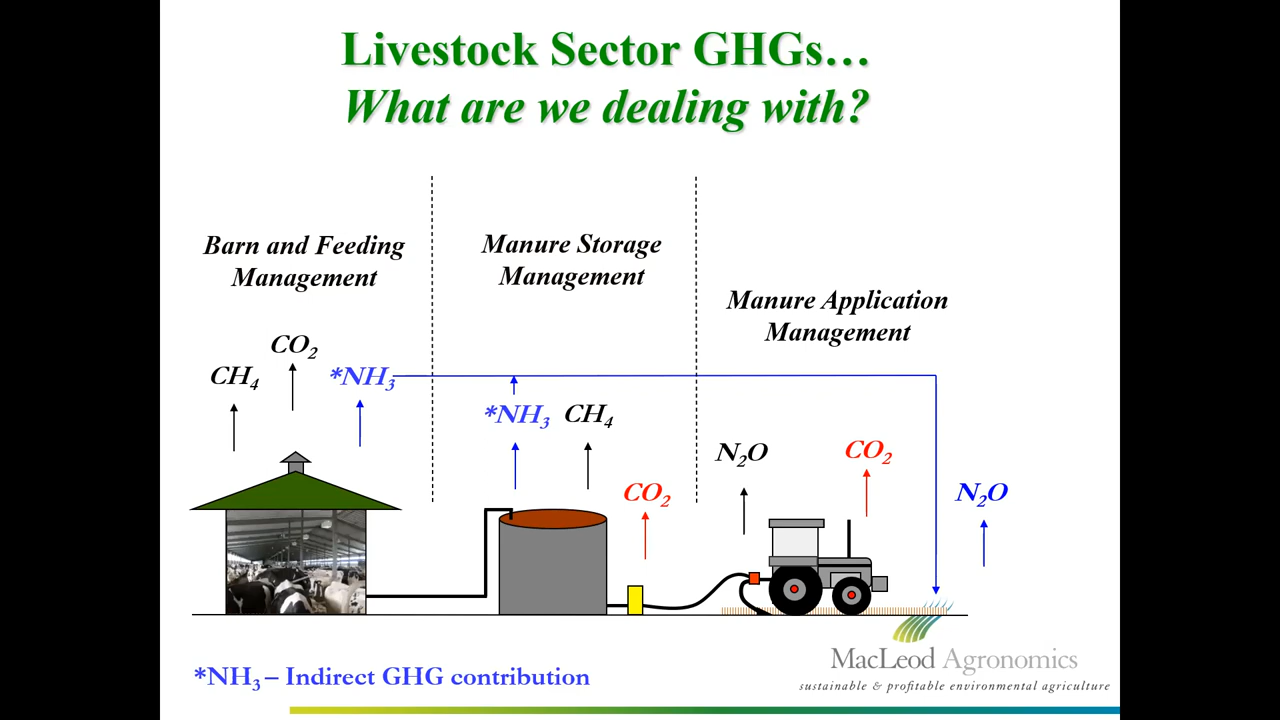 Livestock Sector GHGs…
What are we dealing with?
Barn and Feeding
Management
Manure Storage
Management
Manure Application
Management
CO2
CH4
*NH3
*NH3
CH4
CO2
N2O
CO2
N2O
*NH3 – Indirect GHG contribution
MacLeod Agronomics
sustainable & profitable environmental agriculture